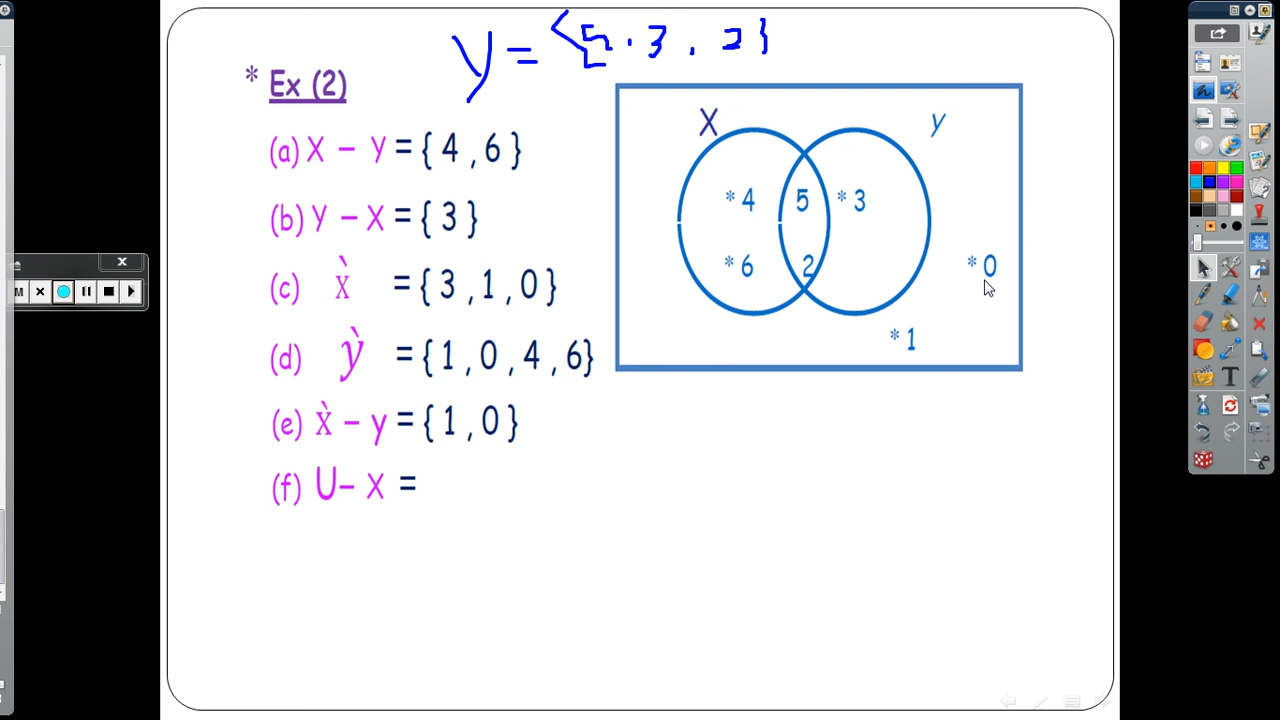 y = {5 . 3 . 2}
* Ex (2)
(a) X - y = { 4 , 6 }
(b) y - X = { 3 }
(c) x̀ = { 3 , 1 , 0 }
(d) ỳ = { 1 , 0 , 4 , 6}
(e) x̀ - y = { 1 , 0 }
(f) U- X =
X y
* 4 5 * 3
* 6 2 * 0
* 1
M
T